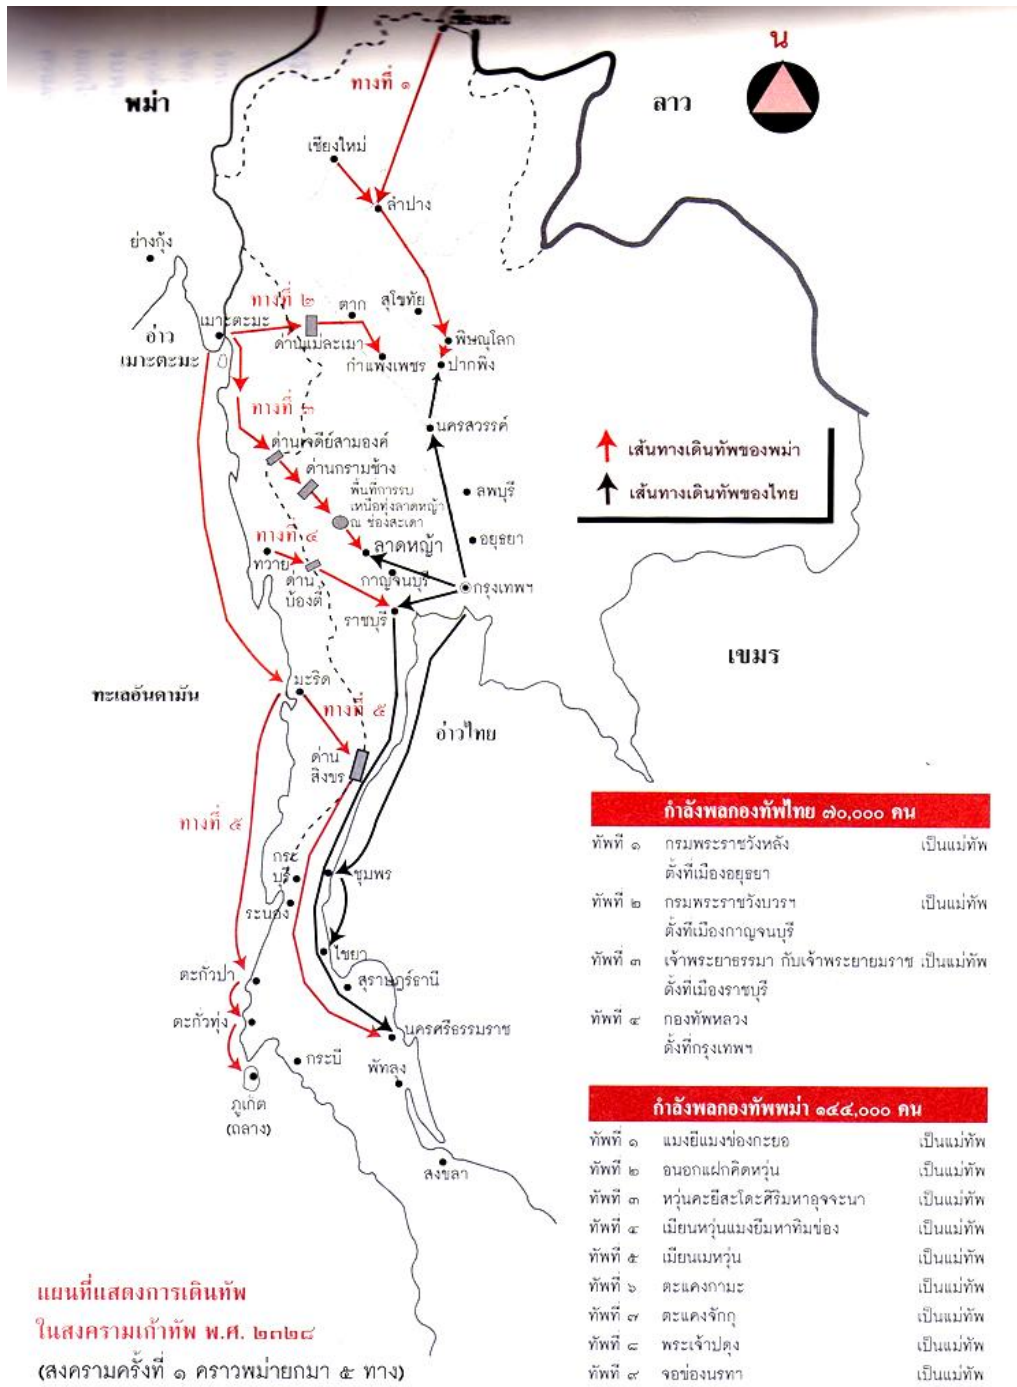 น
ทางที่ ๑
พม่า
ลาว
เชียงใหม่
ลำปาง
ย่างกุ้ง
ทางที่ ๒
ตาก
สุโขทัย
เมาะตะมะ
อ่าว
เมาะตะมะ
ด่านแม่ละเมา
กำแพงเพชร
พิษณุโลก
ปากพิง
ทางที่ ๓
นครสวรรค์
ด่านเจดีย์สามองค์
ด่านกรามช้าง
เส้นทางเดินทัพของพม่า
เส้นทางเดินทัพของไทย
พื้นที่การรบ
เหนือทุ่งลาดหญ้า
ณ ช่องสะเดา
ลพบุรี
ทางที่ ๔
ลาดหญ้า
อยุธยา
ทวาย
ด่าน
บ้องตี้
กาญจนบุรี
กรุงเทพฯ
ราชบุรี
เขมร
มะริด
ทะเลอันดามัน
ทางที่ ๕
อ่าวไทย
ด่าน
สิงขร
ทางที่ ๕
กระ
บุรี
ชุมพร
ระนอง
ไชยา
ตะกั่วป่า
สุราษฎร์ธานี
ตะกั่วทุ่ง
นครศรีธรรมราช
กระบี่
พัทลุง
ภูเก็ต
(ถลาง)
สงขลา
กำลังพลกองทัพไทย ๗๐,๐๐๐ คน
ทัพที่ ๑ กรมพระราชวังหลัง เป็นแม่ทัพ
ตั้งที่เมืองอยุธยา
ทัพที่ ๒ กรมพระราชวังบวรฯ เป็นแม่ทัพ
ตั้งที่เมืองกาญจนบุรี
ทัพที่ ๓ เจ้าพระยาธรรมา กับเจ้าพระยายมราช เป็นแม่ทัพ
ตั้งที่เมืองราชบุรี
ทัพที่ ๔ กองทัพหลวง
ตั้งที่กรุงเทพฯ
กำลังพลกองทัพพม่า ๑๔๔,๐๐๐ คน
ทัพที่ ๑ แมงยีแมงข่องกะยอ เป็นแม่ทัพ
ทัพที่ ๒ อนอกแฝกคิดหวุ่น เป็นแม่ทัพ
ทัพที่ ๓ หวุ่นคะยีสะโดะศิริมหาอุจจะนา เป็นแม่ทัพ
ทัพที่ ๔ เมียนหวุ่นแมงยีมหาทิมข่อง เป็นแม่ทัพ
ทัพที่ ๕ เมียนเมหวุ่น เป็นแม่ทัพ
ทัพที่ ๖ ตะแคงกามะ เป็นแม่ทัพ
ทัพที่ ๗ ตะแคงจักกุ เป็นแม่ทัพ
ทัพที่ ๘ พระเจ้าปดุง เป็นแม่ทัพ
ทัพที่ ๙ จอข่องนรทา เป็นแม่ทัพ
แผนที่แสดงการเดินทัพ
ในสงครามเก้าทัพ พ.ศ. ๒๓๒๘
(สงครามครั้งที่ ๑ คราวพม่ายกมา ๕ ทาง)